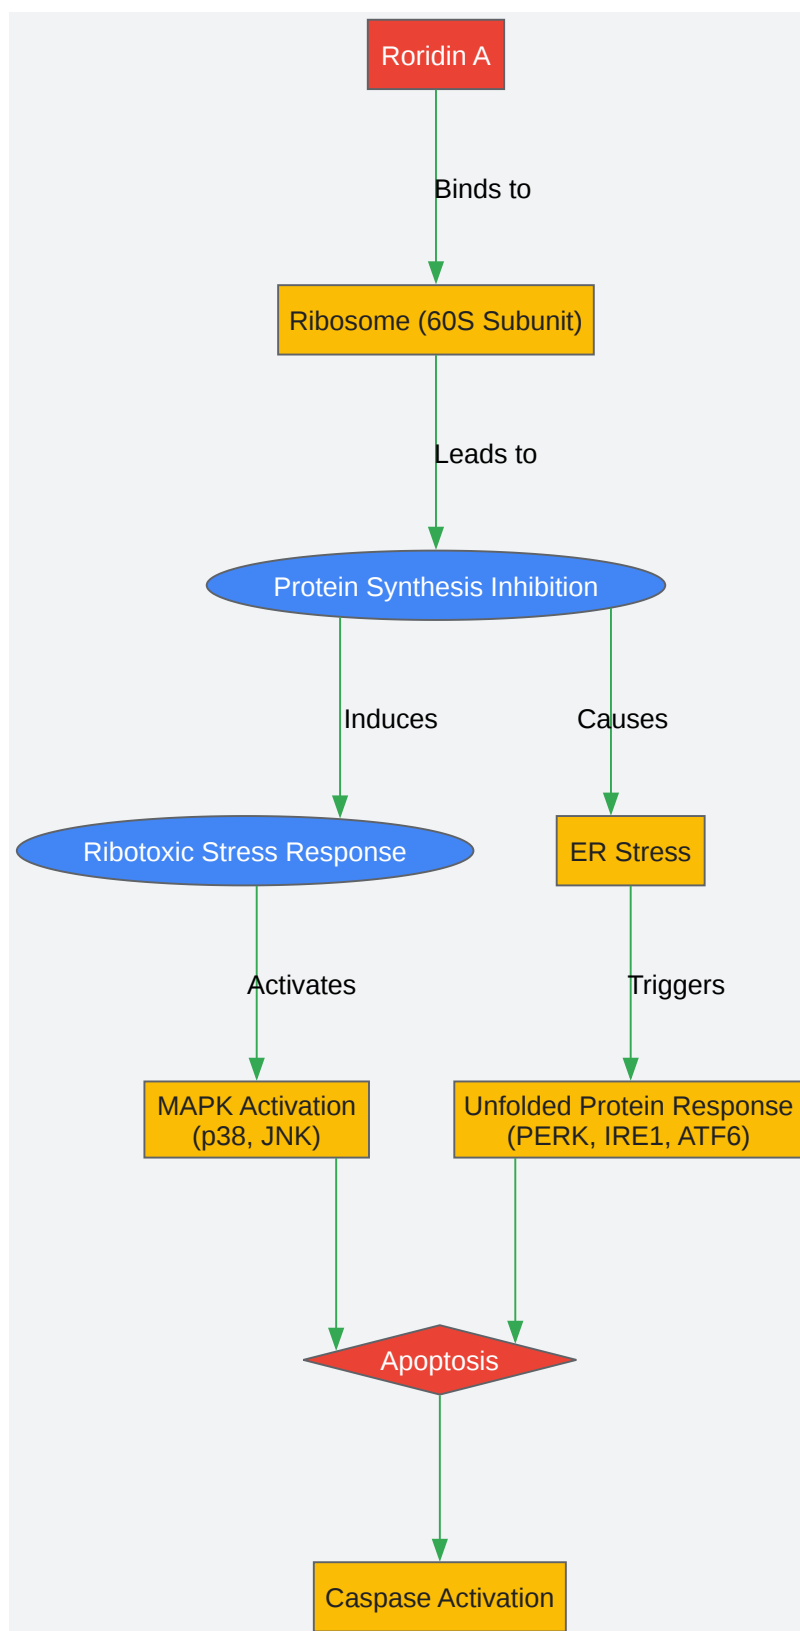 Roridin A
Binds to
Ribosome (60S Subunit)
Leads to
Protein Synthesis Inhibition
Induces
Causes
Ribotoxic Stress Response
ER Stress
Activates
Triggers
MAPK Activation
(p38, JNK)
Unfolded Protein Response
(PERK, IRE1, ATF6)
Apoptosis
Caspase Activation